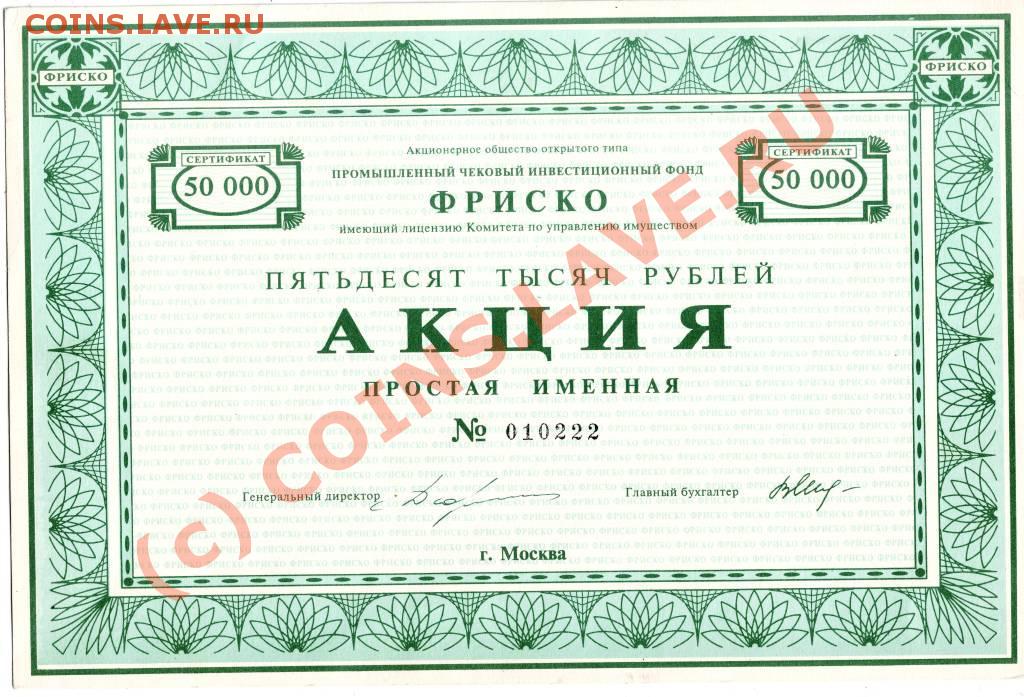 COINS.LAVE.RU
ФРИСКО ФРИСКО
Акционерное общество открытого типа
СЕРТИФИКАТ СЕРТИФИКАТ
ПРОМЫШЛЕННЫЙ ЧЕКОВЫЙ ИНВЕСТИЦИОННЫЙ ФОНД
50 000 50 000
ФРИСКО
имеющий лицензию Комитета по управлению имуществом
ПЯТЬДЕСЯТ ТЫСЯЧ РУБЛЕЙ
АКЦИЯ
ПРОСТАЯ ИМЕННАЯ
№ 010222
Генеральный директор Главный бухгалтер
г. Москва
(c) COINS.LAVE.RU